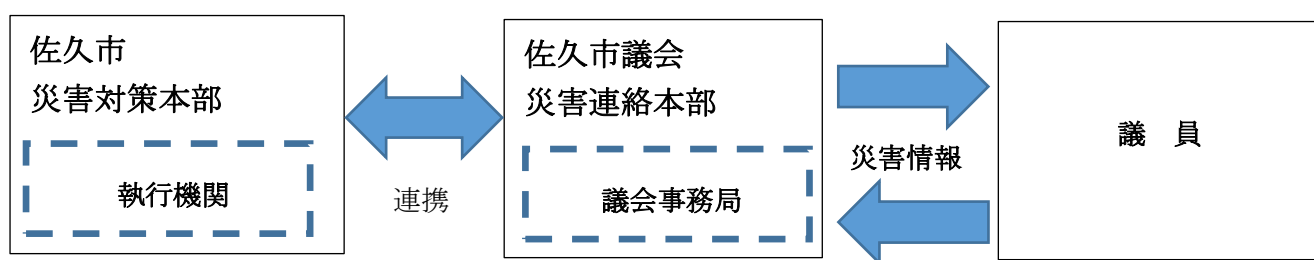 佐久市
災害対策本部
執行機関
連携
佐久市議会
災害連絡本部
議会事務局
災害情報
議　員